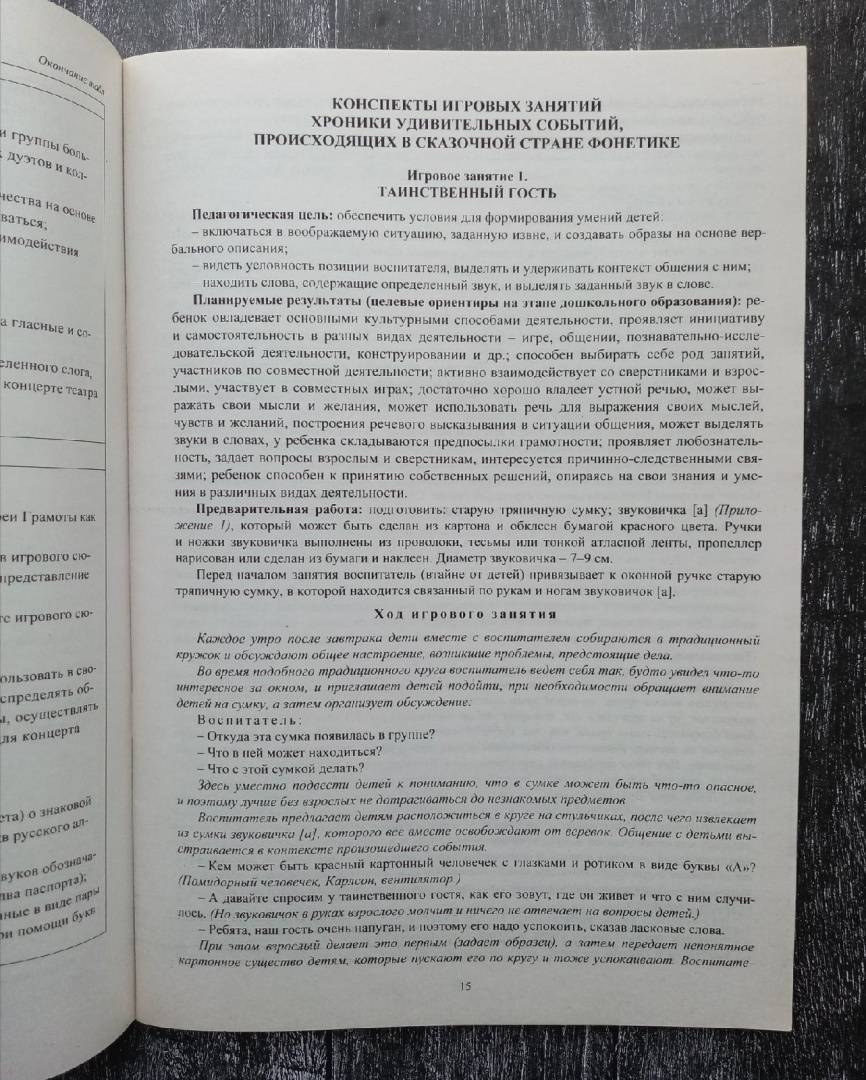 Окончание табл
и группы боль-
дуэтов и кол-
чества на основе
ваться;
имодействия
а гласные и со-
еленного слога,
концерте театра
реи Грамоты как
в игрового сю-
представление
го игрового сю-
ользовать в сво-
спределять об-
ы, осуществлять
для концерта
ета) о знаковой
кв русского ал-
вуков обознача-
два паспорта);
нные в виде пары
ри помощи букв
КОНСПЕКТЫ ИГРОВЫХ ЗАНЯТИЙ
ХРОНИКИ УДИВИТЕЛЬНЫХ СОБЫТИЙ,
ПРОИСХОДЯЩИХ В СКАЗОЧНОЙ СТРАНЕ ФОНЕТИКЕ
Игровое занятие 1.
ТАИНСТВЕННЫЙ ГОСТЬ
Педагогическая цель: обеспечить условия для формирования умений детей:
– включаться в воображаемую ситуацию, заданную извне, и создавать образы на основе вер-
бального описания;
– видеть условность позиции воспитателя, выделять и удерживать контекст общения с ним;
находить слова, содержащие определенный звук, и выделять заданный звук в слове.
Планируемые результаты (целевые ориентиры на этапе дошкольного образования): ре-
бенок овладевает основными культурными способами деятельности, проявляет инициативу
и самостоятельность в разных видах деятельности – игре, общении, познавательно-иссле-
довательской деятельности, конструировании и др.; способен выбирать себе род занятий,
участников по совместной деятельности; активно взаимодействует со сверстниками и взрос-
лыми, участвует в совместных играх; достаточно хорошо владеет устной речью, может вы-
ражать свои мысли и желания, может использовать речь для выражения своих мыслей,
чувств и желаний, построения речевого высказывания в ситуации общения, может выделять
звуки в словах, у ребенка складываются предпосылки грамотности; проявляет любознатель-
ность, задает вопросы взрослым и сверстникам, интересуется причинно-следственными свя-
зями; ребенок способен к принятию собственных решений, опираясь на свои знания и уме-
ния в различных видах деятельности.
Предварительная работа: подготовить: старую тряпичную сумку; звуковичка [а] (Прило-
жение 1), который может быть сделан из картона и обклеен бумагой красного цвета. Ручки
и ножки звуковичка выполнены из проволоки, тесьмы или тонкой атласной ленты, пропеллер
нарисован или сделан из бумаги и наклеен. Диаметр звуковичка – 7–9 см.
Перед началом занятия воспитатель (втайне от детей) привязывает к оконной ручке старую
тряпичную сумку, в которой находится связанный по рукам и ногам звуковичок [а].
Ход игрового занятия
Каждое утро после завтрака дети вместе с воспитателем собираются в традиционный
кружок и обсуждают общее настроение, возникшие проблемы, предстоящие дела.
Во время подобного традиционного круга воспитатель ведет себя так, будто увидел что-то
интересное за окном, и приглашает детей подойти, при необходимости обращает внимание
детей на сумку, а затем организует обсуждение:
Воспитатель:
– Откуда эта сумка появилась в группе?
– Что в ней может находиться?
– Что с этой сумкой делать?
Здесь уместно подвести детей к пониманию, что в сумке может быть что-то опасное,
и поэтому лучше без взрослых не дотрагиваться до незнакомых предметов
Воспитатель предлагает детям расположиться в круге на стульчиках, после чего извлекает
из сумки звуковичка [а], которого все вместе освобождают от веревок. Общение с детьми вы-
страивается в контексте произошедшего события.
– Кем может быть красный картонный человечек с глазками и ротиком в виде буквы «А»?
(Помидорный человечек, Карлсон, вентилятор.)
– А давайте спросим у таинственного гостя, как его зовут, где он живет и что с ним случи-
лось. (Но звуковичок в руках взрослого молчит и ничего не отвечает на вопросы детей.)
– Ребята, наш гость очень напуган, и поэтому его надо успокоить, сказав ласковые слова.
При этом взрослый делает это первым (задает образец), а затем передает непонятное
картонное существо детям, которые пускают его по кругу и тоже успокаивают. Воспитате-
15